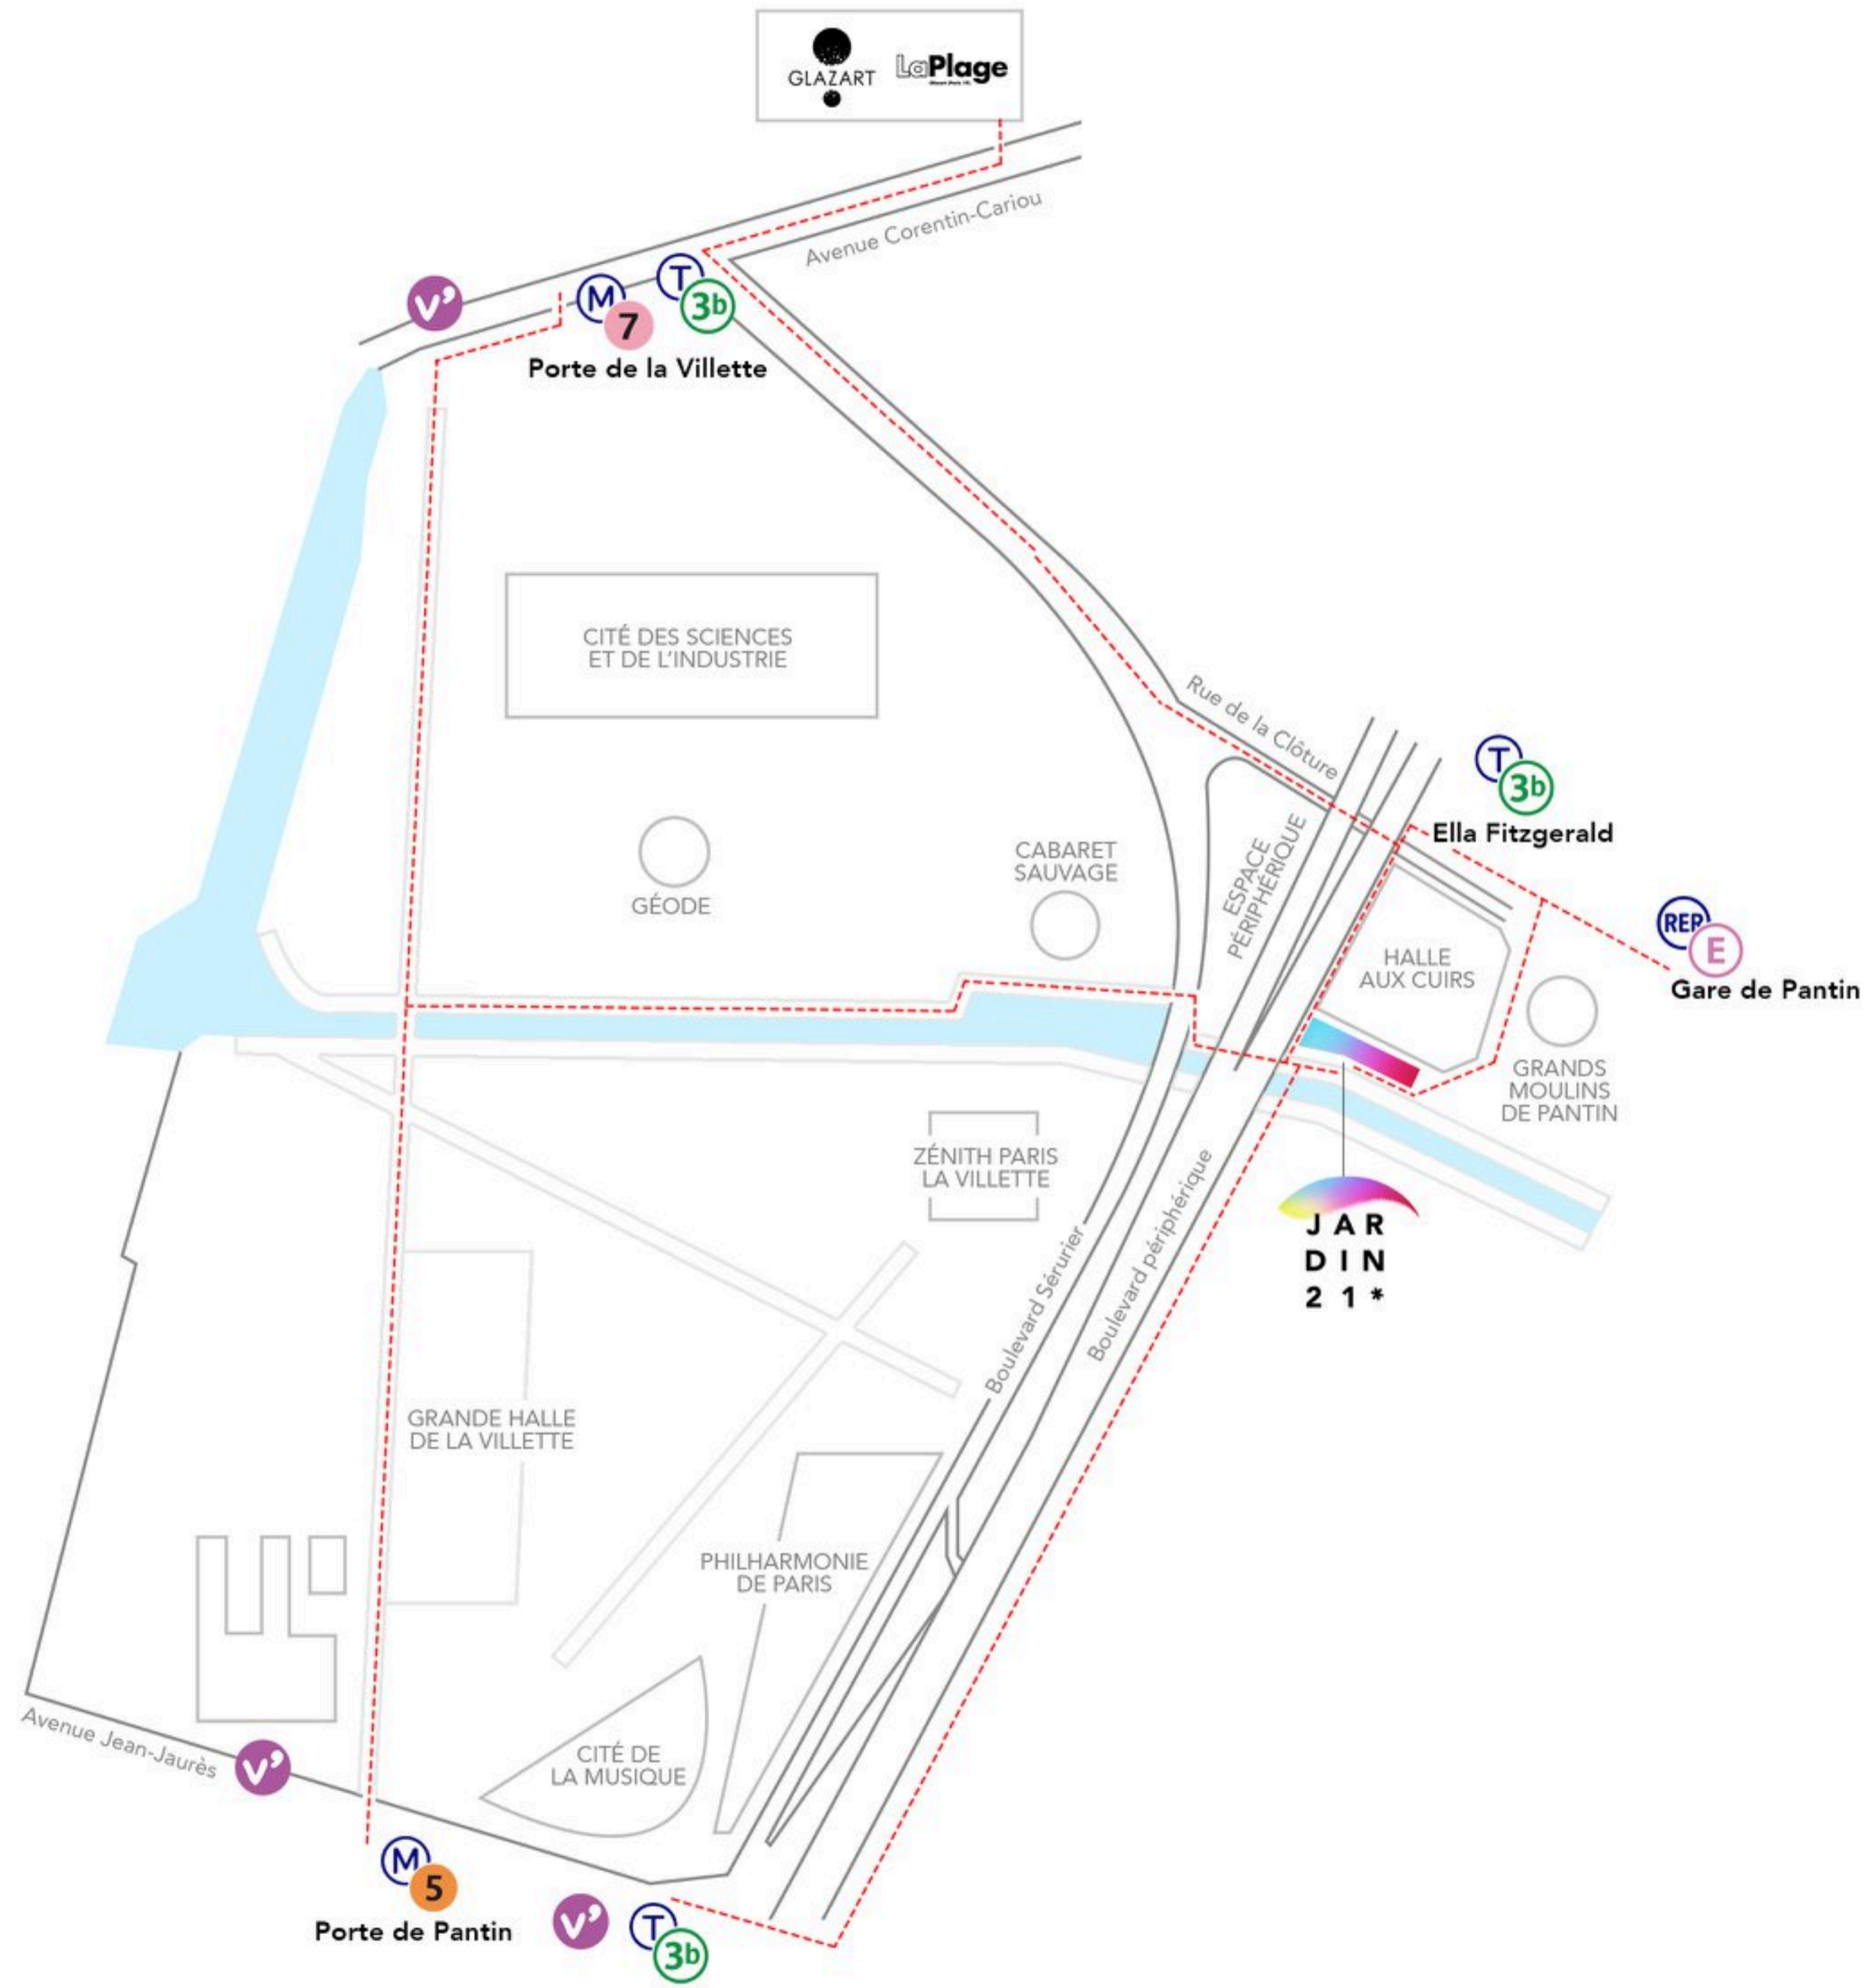 GLAZART
LaPlage
Avenue Corentin-Cariou
V'
M
7
T
3b
Porte de la Villette
CITÉ DES SCIENCES
ET DE L'INDUSTRIE
Rue de la Clôture
T
3b
Ella Fitzgerald
GÉODE
CABARET
SAUVAGE
ESPACE
PÉRIPHÉRIQUE
RER
E
Gare de Pantin
HALLE
AUX CUIRS
GRANDS
MOULINS
DE PANTIN
ZÉNITH PARIS
LA VILLETTE
Boulevard Sérurier
Boulevard périphérique
JAR
DIN
21*
GRANDE HALLE
DE LA VILLETTE
PHILHARMONIE
DE PARIS
Avenue Jean-Jaurès
V'
CITÉ DE
LA MUSIQUE
M
5
Porte de Pantin
V'
T
3b